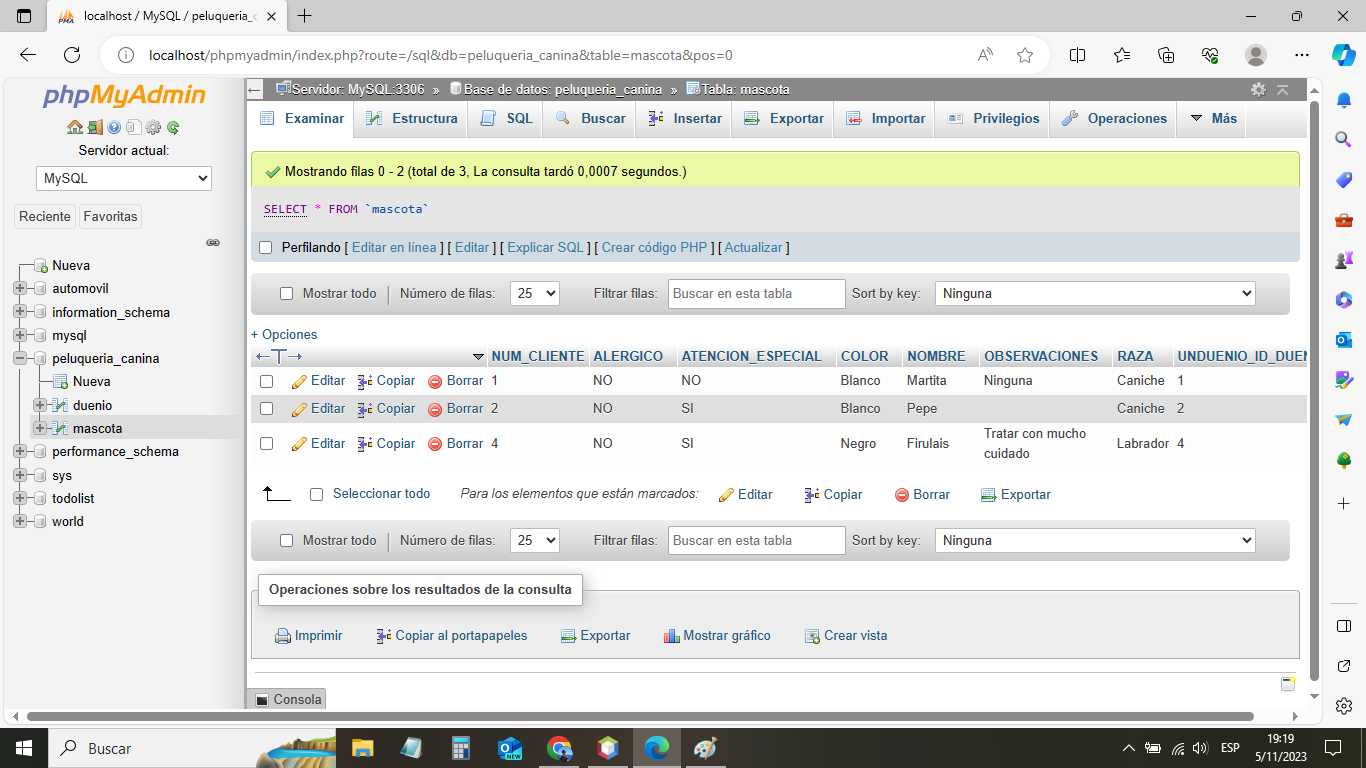 localhost / MySQL / peluqueria_c
localhost/phpmyadmin/index.php?route=/sql&db=peluqueria_canina&table=mascota&pos=0
phpMyAdmin
Servidor actual:
MySQL
Reciente Favoritas
Nueva
automovil
information_schema
mysql
peluqueria_canina
Nueva
duenio
mascota
performance_schema
sys
todolist
world
Servidor: MySQL:3306 » Base de datos: peluqueria_canina » Tabla: mascota
Examinar Estructura SQL Buscar Insertar Exportar Importar Privilegios Operaciones Más
Mostrando filas 0 - 2 (total de 3, La consulta tardó 0,0007 segundos.)
SELECT * FROM `mascota`
Perfilando [ Editar en línea ] [ Editar ] [ Explicar SQL ] [ Crear código PHP ] [ Actualizar ]
Mostrar todo Número de filas: 25 Filtrar filas: Buscar en esta tabla Sort by key: Ninguna
+ Opciones
←T→ NUM_CLIENTE ALERGICO ATENCION_ESPECIAL COLOR NOMBRE OBSERVACIONES RAZA UNDUENIO_ID_DUEN
Editar Copiar Borrar 1 NO NO Blanco Martita Ninguna Caniche 1
Editar Copiar Borrar 2 NO SI Blanco Pepe Caniche 2
Editar Copiar Borrar 4 NO SI Negro Firulais Tratar con mucho cuidado Labrador 4
Seleccionar todo Para los elementos que están marcados: Editar Copiar Borrar Exportar
Mostrar todo Número de filas: 25 Filtrar filas: Buscar en esta tabla Sort by key: Ninguna
Operaciones sobre los resultados de la consulta
Imprimir Copiar al portapapeles Exportar Mostrar gráfico Crear vista
Consola
Buscar
ESP
19:19
5/11/2023